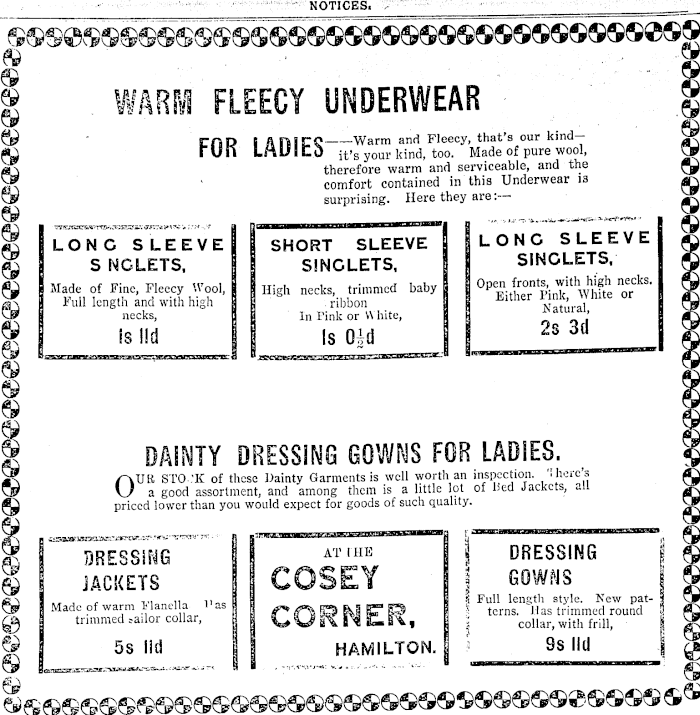 NOTICES.
WARM FLEECY UNDERWEAR
FOR LADIES——Warm and Fleecy, that's our kind—
it's your kind, too. Made of pure wool,
therefore warm and serviceable, and the
comfort contained in this Underwear is
surprising. Here they are:—
LONG SLEEVE
SINGLETS,
Made of Fine, Fleecy Wool,
Full length and with high
necks,
1s 11d
SHORT SLEEVE
SINGLETS,
High necks, trimmed baby
ribbon
In Pink or White,
1s 0½d
LONG SLEEVE
SINGLETS,
Open fronts, with high necks.
Either Pink, White or
Natural,
2s 3d
DAINTY DRESSING GOWNS FOR LADIES.
OUR STOCK of these Dainty Garments is well worth an inspection. There's
a good assortment, and among them is a little lot of Bed Jackets, all
priced lower than you would expect for goods of such quality.
DRESSING
JACKETS
Made of warm Flanella Has
trimmed sailor collar,
5s 11d
AT THE
COSEY
CORNER,
HAMILTON.
DRESSING
GOWNS
Full length style. New pat-
terns. Has trimmed round
collar, with frill,
9s 11d